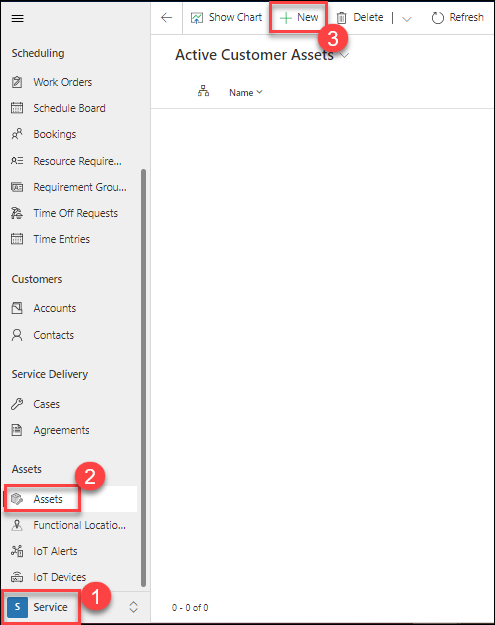 Show Chart
New
Delete
Refresh
3
Active Customer Assets
Name
Scheduling
Work Orders
Schedule Board
Bookings
Resource Require...
Requirement Grou...
Time Off Requests
Time Entries
Customers
Accounts
Contacts
Service Delivery
Cases
Agreements
Assets
2
Assets
Functional Locatio...
IoT Alerts
IoT Devices
1
S Service
0 - 0 of 0